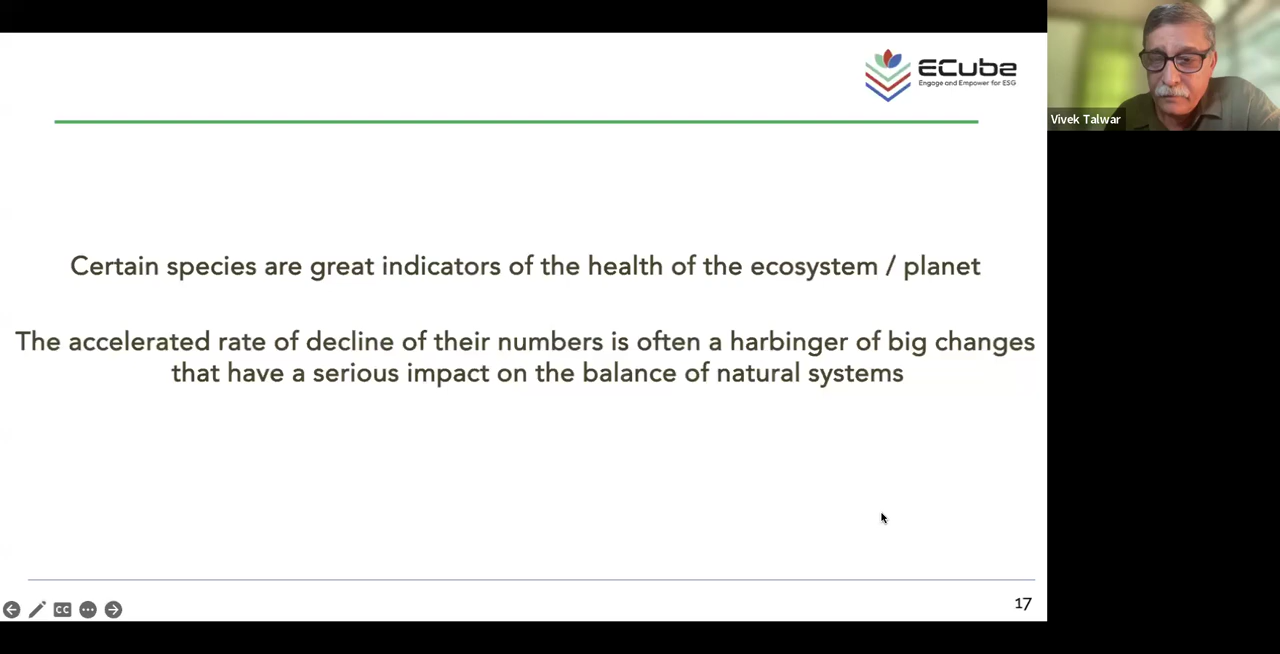 ECube
Engage and Empower for ESG
Vivek Talwar
Certain species are great indicators of the health of the ecosystem / planet
The accelerated rate of decline of their numbers is often a harbinger of big changes
that have a serious impact on the balance of natural systems
CC
17